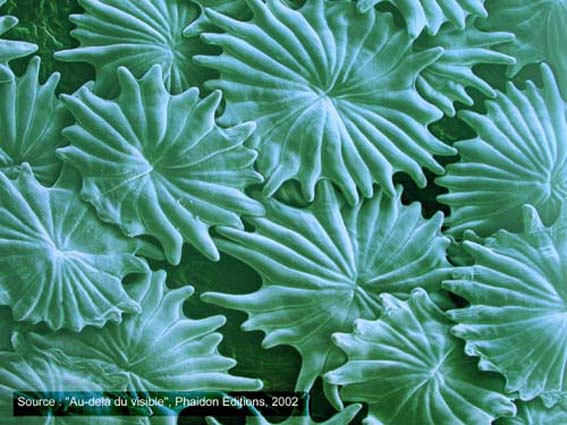 Source : "Au-delà du visible", Phaidon Editions, 2002